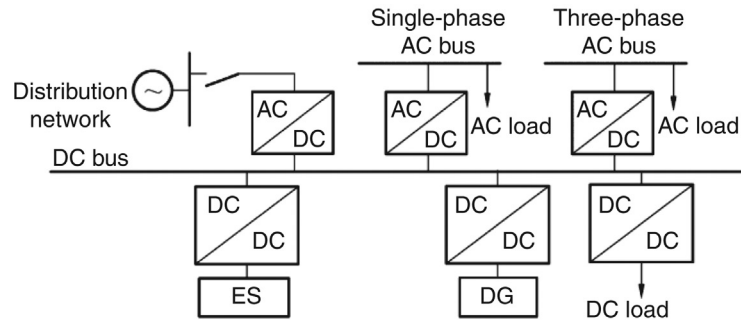 Single-phase
AC bus
Three-phase
AC bus
Distribution
network
~
AC
DC
AC
DC
AC load
AC
DC
AC load
DC bus
DC
DC
DC
DC
DC
DC
ES
DG
DC load